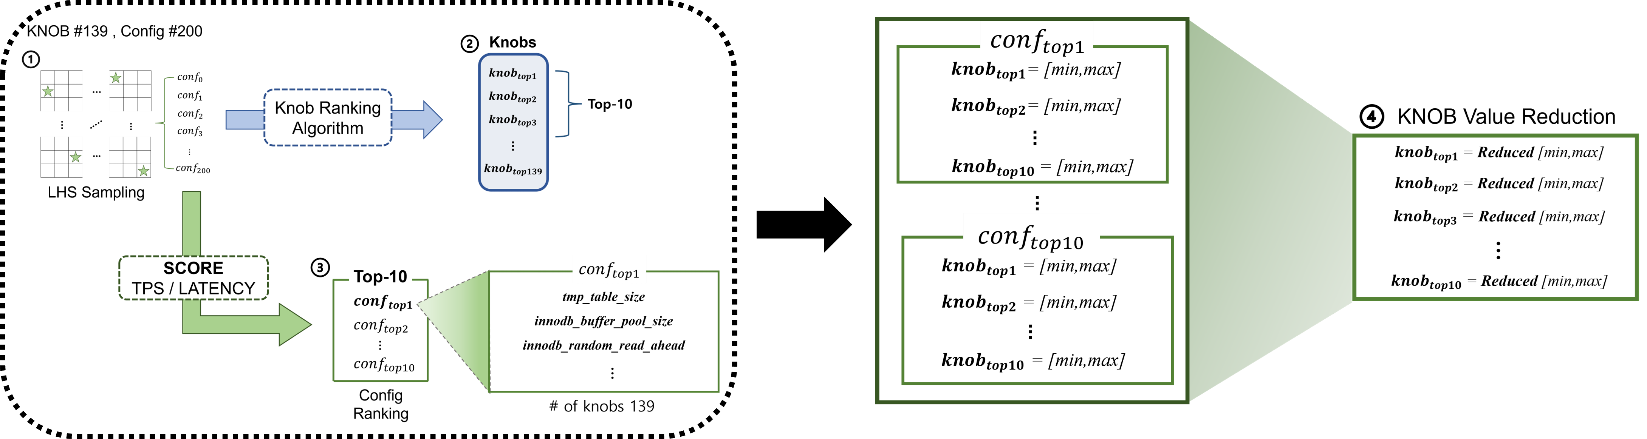 KNOB #139 , Config #200
①
conf0
conf1
conf2
conf3
⋮
conf200
LHS Sampling
Knob Ranking
Algorithm
② Knobs
knobtop1
knobtop2
knobtop3
⋮
knobtop139
Top-10
SCORE
TPS / LATENCY
③
Top-10
conftop1
conftop2
⋮
conftop10
Config
Ranking
conftop1
tmp_table_size
innodb_buffer_pool_size
innodb_random_read_ahead
⋮
# of knobs 139
conftop1
knobtop1= [min,max]
knobtop2 = [min,max]
⋮
knobtop10 = [min,max]
⋮
conftop10
knobtop1 = [min,max]
knobtop2 = [min,max]
⋮
knobtop10 = [min,max]
④ KNOB Value Reduction
knobtop1 = Reduced [min,max]
knobtop2 = Reduced [min,max]
knobtop3 = Reduced [min,max]
⋮
knobtop10 = Reduced [min,max]